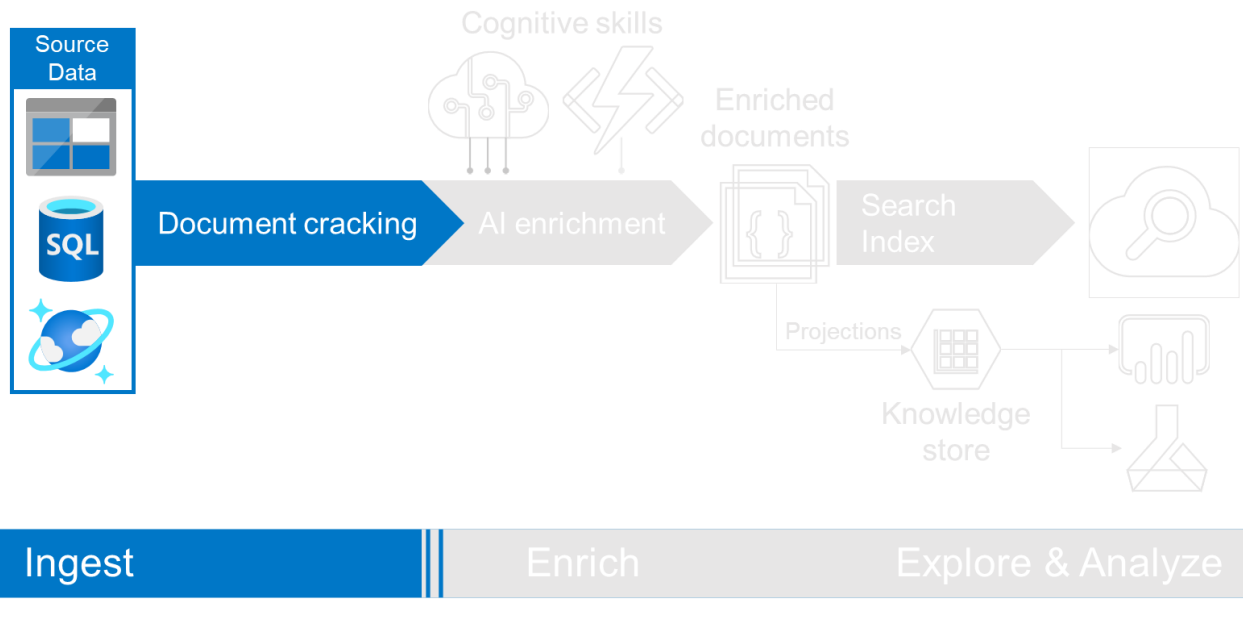 Source
Data
SQL
Document cracking
Cognitive skills
AI enrichment
Enriched
documents
{ }
Search
Index
Projections
Knowledge
store
Ingest
Enrich
Explore & Analyze